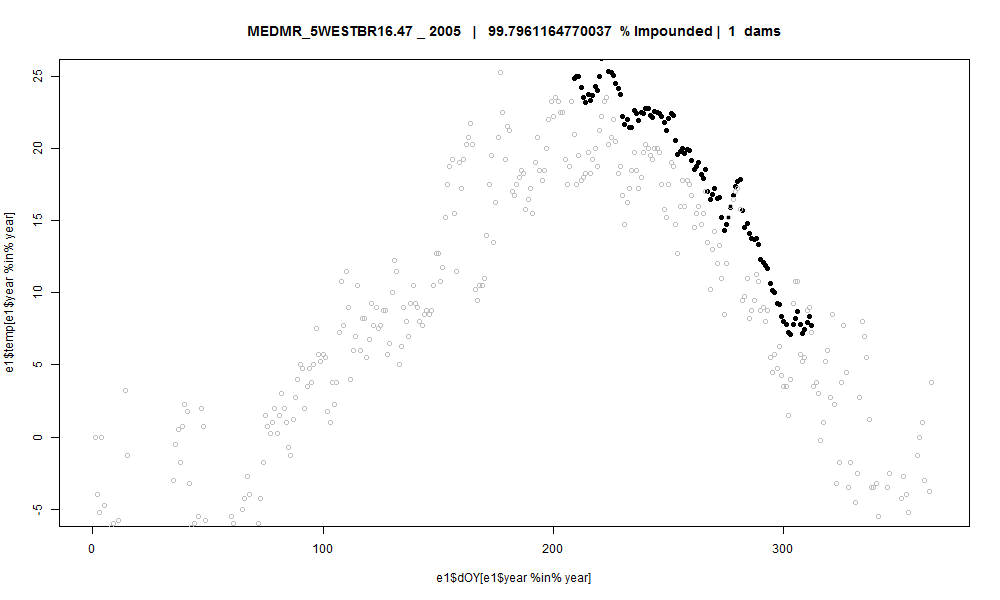 MEDMR_5WESTBR16.47 _ 2005 | 99.7961164770037 % Impounded | 1 dams
e1$temp[e1$year %in% year]
25
20
15
10
5
0
-5
0 100 200 300
e1$dOY[e1$year %in% year]